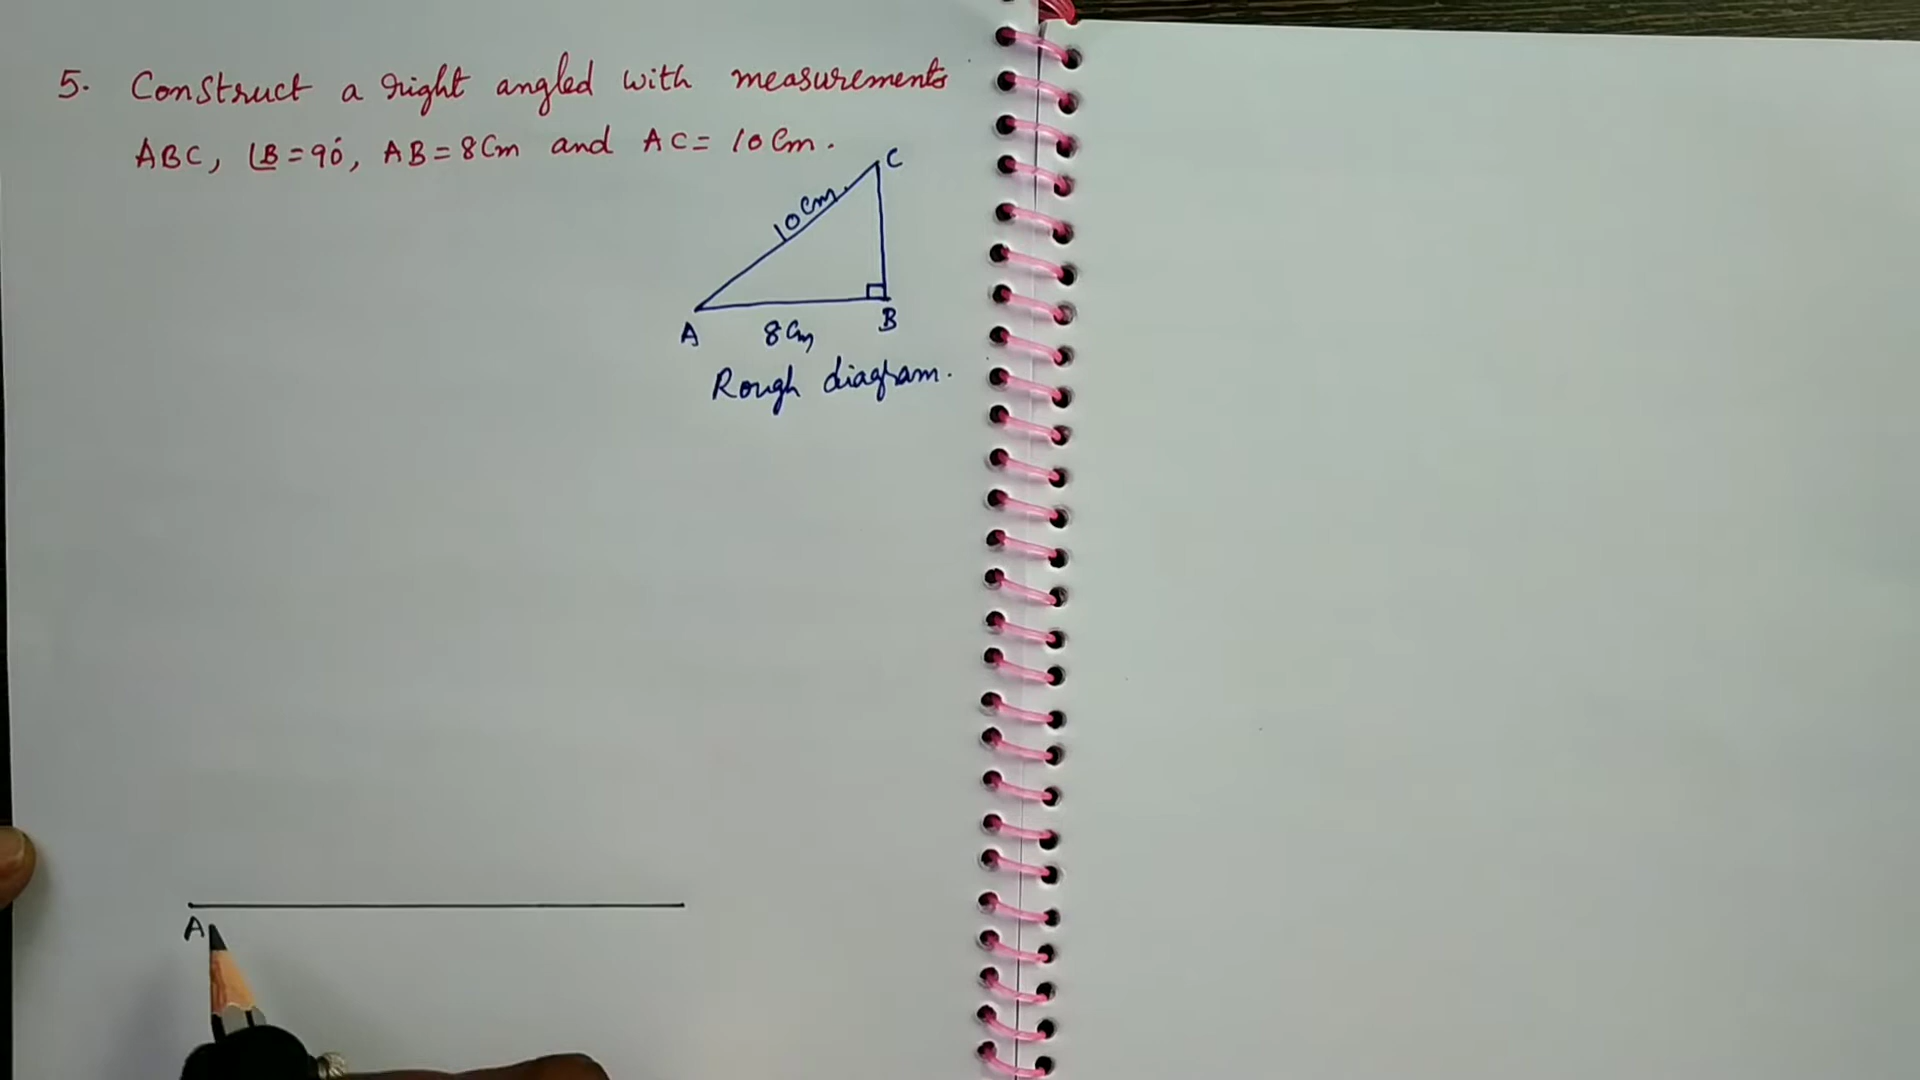 5. Construct a right angled with measurements
ABC, ∠B = 90°, AB = 8 Cm and AC = 10 Cm.
C
10 Cm.
A
8 Cm
B
Rough diagram.
A